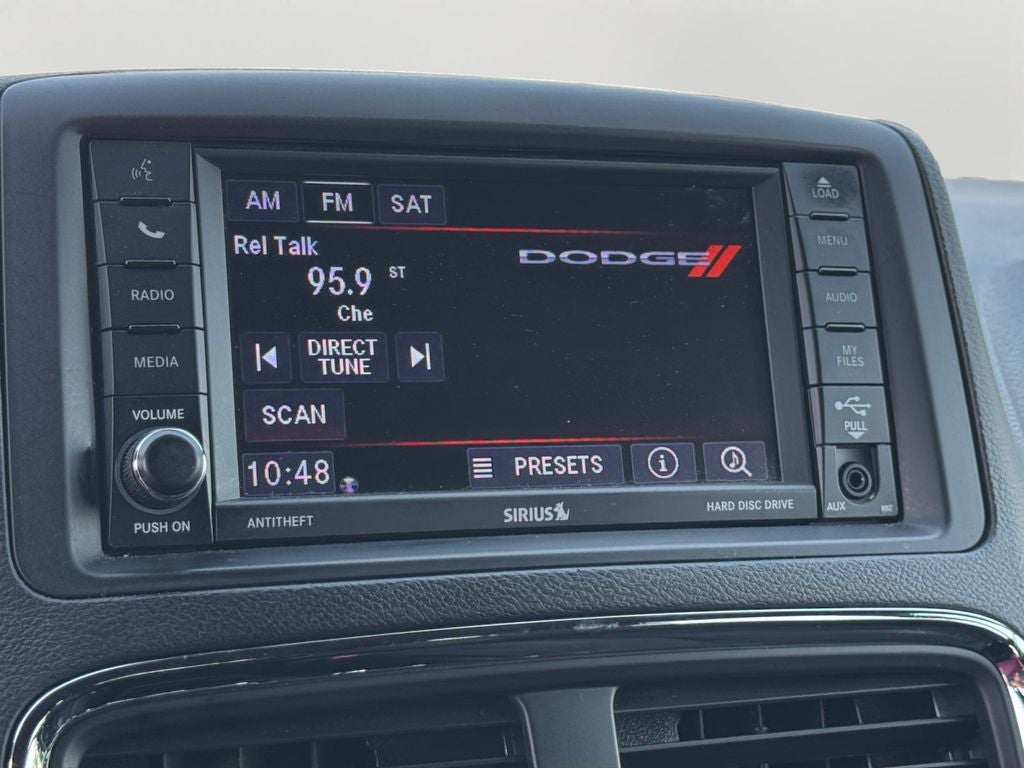 AM FM SAT
Rel Talk
DODGE
95.9 ST
Che
DIRECT
TUNE
SCAN
10:48
PRESETS
RADIO
MEDIA
VOLUME
PUSH ON
ANTITHEFT
SIRIUS
HARD DISC DRIVE
LOAD
MENU
AUDIO
MY
FILES
PULL
AUX